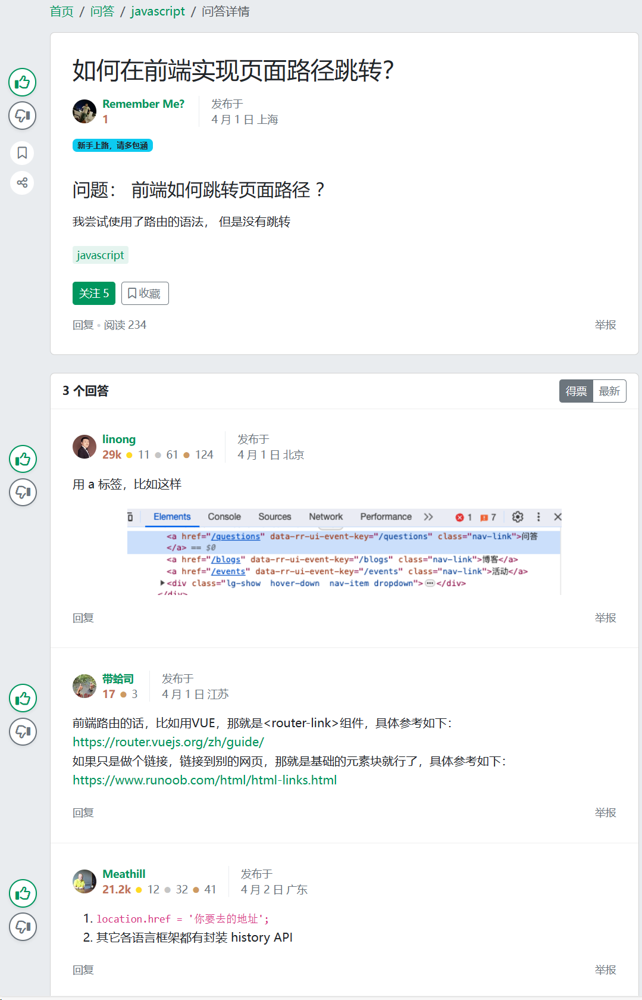 首页 / 问答 / javascript / 问答详情
如何在前端实现页面路径跳转？
Remember Me?
1
发布于
4 月 1 日 上海
新手上路，请多包涵
问题： 前端如何跳转页面路径 ？
我尝试使用了路由的语法， 但是没有跳转
javascript
关注 5 收藏
回复 • 阅读 234 举报
3 个回答 得票 最新
linong
29k 11 61 124
发布于
4 月 1 日 北京
用 a 标签，比如这样
Elements Console Sources Network Performance >> 1 7
<a href="/questions" data-rr-ui-event-key="/questions" class="nav-link">问答
</a> == $0
<a href="/blogs" data-rr-ui-event-key="/blogs" class="nav-link">博客</a>
<a href="/events" data-rr-ui-event-key="/events" class="nav-link">活动</a>
<div class="lg-show hover-down nav-item dropdown">…</div>
</div>
回复 举报
带蛤司
17 3
发布于
4 月 1 日 江苏
前端路由的话，比如用VUE，那就是<router-link>组件，具体参考如下：
https://router.vuejs.org/zh/guide/
如果只是做个链接，链接到别的网页，那就是基础的元素块就行了，具体参考如下：
https://www.runoob.com/html/html-links.html
回复 举报
Meathill
21.2k 12 32 41
发布于
4 月 2 日 广东
1. location.href = '你要去的地址';
2. 其它各语言框架都有封装 history API
回复 举报